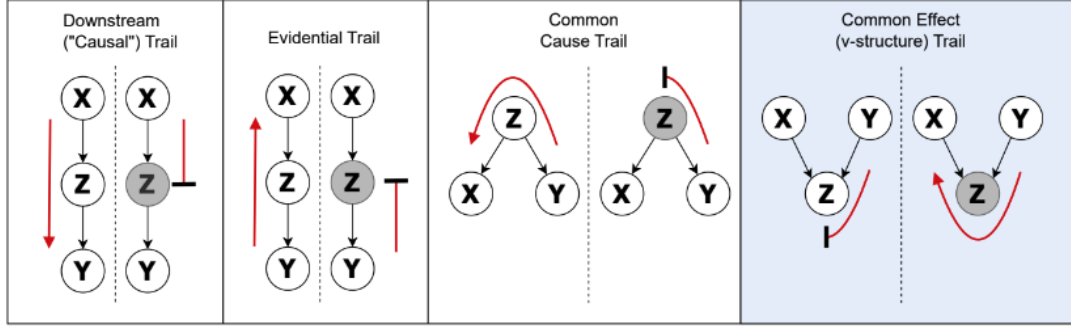 Downstream
("Causal") Trail
Evidential Trail
Common
Cause Trail
Common Effect
(v-structure) Trail
X
X
Z
Z
Y
Y
X
X
Z
Z
Y
Y
Z
X
Y
Z
X
Y
X
Y
Z
X
Y
Z